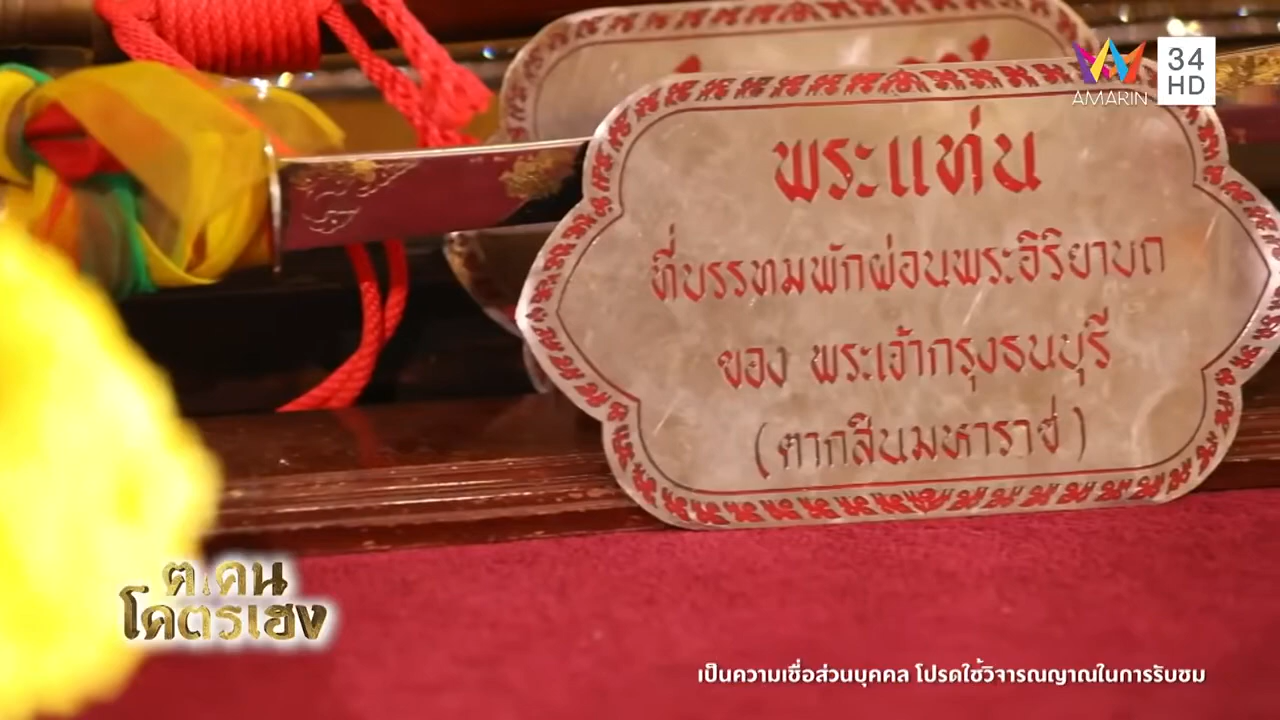 AMARIN
34
HD
พระแท่น
ที่บรรทมพักผ่อนพระอิริยาบถ
ของ พระเจ้ากรุงธนบุรี
(ตากสินมหาราช)
ต.คน
โคตรเฮง
เป็นความเชื่อส่วนบุคคล โปรดใช้วิจารณญาณในการรับชม